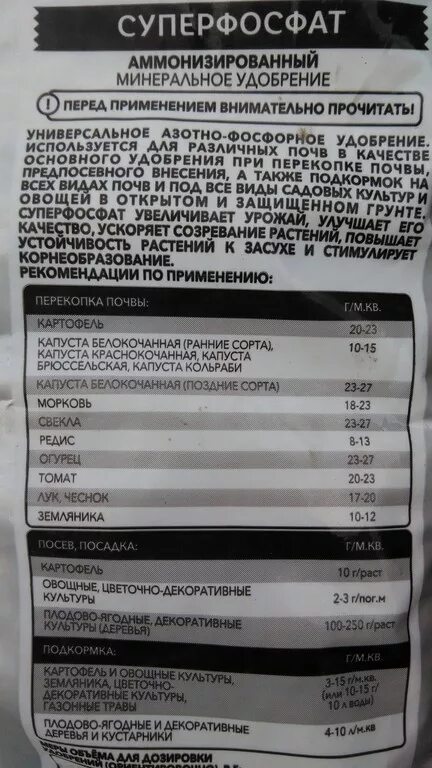 СУПЕРФОСФАТ
АММОНИЗИРОВАННЫЙ
МИНЕРАЛЬНОЕ УДОБРЕНИЕ
! ПЕРЕД ПРИМЕНЕНИЕМ ВНИМАТЕЛЬНО ПРОЧИТАТЬ!
УНИВЕРСАЛЬНОЕ АЗОТНО-ФОСФОРНОЕ УДОБРЕНИЕ.
ИСПОЛЬЗУЕТСЯ ДЛЯ РАЗЛИЧНЫХ ПОЧВ В КАЧЕСТВЕ
ОСНОВНОГО УДОБРЕНИЯ ПРИ ПЕРЕКОПКЕ ПОЧВЫ,
ПРЕДПОСЕВНОГО ВНЕСЕНИЯ, А ТАКЖЕ ПОДКОРМОК НА
ВСЕХ ВИДАХ ПОЧВ И ПОД ВСЕ ВИДЫ САДОВЫХ КУЛЬТУР И
ОВОЩЕЙ В ОТКРЫТОМ И ЗАЩИЩЕННОМ ГРУНТЕ.
СУПЕРФОСФАТ УВЕЛИЧИВАЕТ УРОЖАЙ, УЛУЧШАЕТ ЕГО
КАЧЕСТВО, УСКОРЯЕТ СОЗРЕВАНИЕ РАСТЕНИЙ, ПОВЫШАЕТ
УСТОЙЧИВОСТЬ РАСТЕНИЙ К ЗАСУХЕ И СТИМУЛИРУЕТ
КОРНЕОБРАЗОВАНИЕ.
РЕКОМЕНДАЦИИ ПО ПРИМЕНЕНИЮ:
ПЕРЕКОПКА ПОЧВЫ: Г/М.КВ.
КАРТОФЕЛЬ 20-23
КАПУСТА БЕЛОКОЧАННАЯ (РАННИЕ СОРТА), 10-15
КАПУСТА КРАСНОКОЧАННАЯ, КАПУСТА
БРЮССЕЛЬСКАЯ, КАПУСТА КОЛЬРАБИ
КАПУСТА БЕЛОКОЧАННАЯ (ПОЗДНИЕ СОРТА) 23-27
МОРКОВЬ 18-23
СВЕКЛА 23-27
РЕДИС 8-13
ОГУРЕЦ 23-27
ТОМАТ 20-23
ЛУК, ЧЕСНОК 17-20
ЗЕМЛЯНИКА 10-12
ПОСЕВ, ПОСАДКА: Г/М.КВ.
КАРТОФЕЛЬ 10 г/раст
ОВОЩНЫЕ, ЦВЕТОЧНО-ДЕКОРАТИВНЫЕ
КУЛЬТУРЫ 2-3 г/пог.м
ПЛОДОВО-ЯГОДНЫЕ, ДЕКОРАТИВНЫЕ
КУЛЬТУРЫ (ДЕРЕВЬЯ) 100-250 г/раст
ПОДКОРМКА: Г/М.КВ.
КАРТОФЕЛЬ И ОВОЩНЫЕ КУЛЬТУРЫ, 3-15 г/м.кв.
ЗЕМЛЯНИКА, ЦВЕТОЧНО- (или 10-15 г/
ДЕКОРАТИВНЫЕ КУЛЬТУРЫ, 10 л воды)
ГАЗОННЫЕ ТРАВЫ
ПЛОДОВО-ЯГОДНЫЕ И ДЕКОРАТИВНЫЕ
ДЕРЕВЬЯ И КУСТАРНИКИ 4-10 г/м.кв
МЕРЫ ОБЪЁМА ДЛЯ ДОЗИРОВКИ
УДОБРЕНИЙ